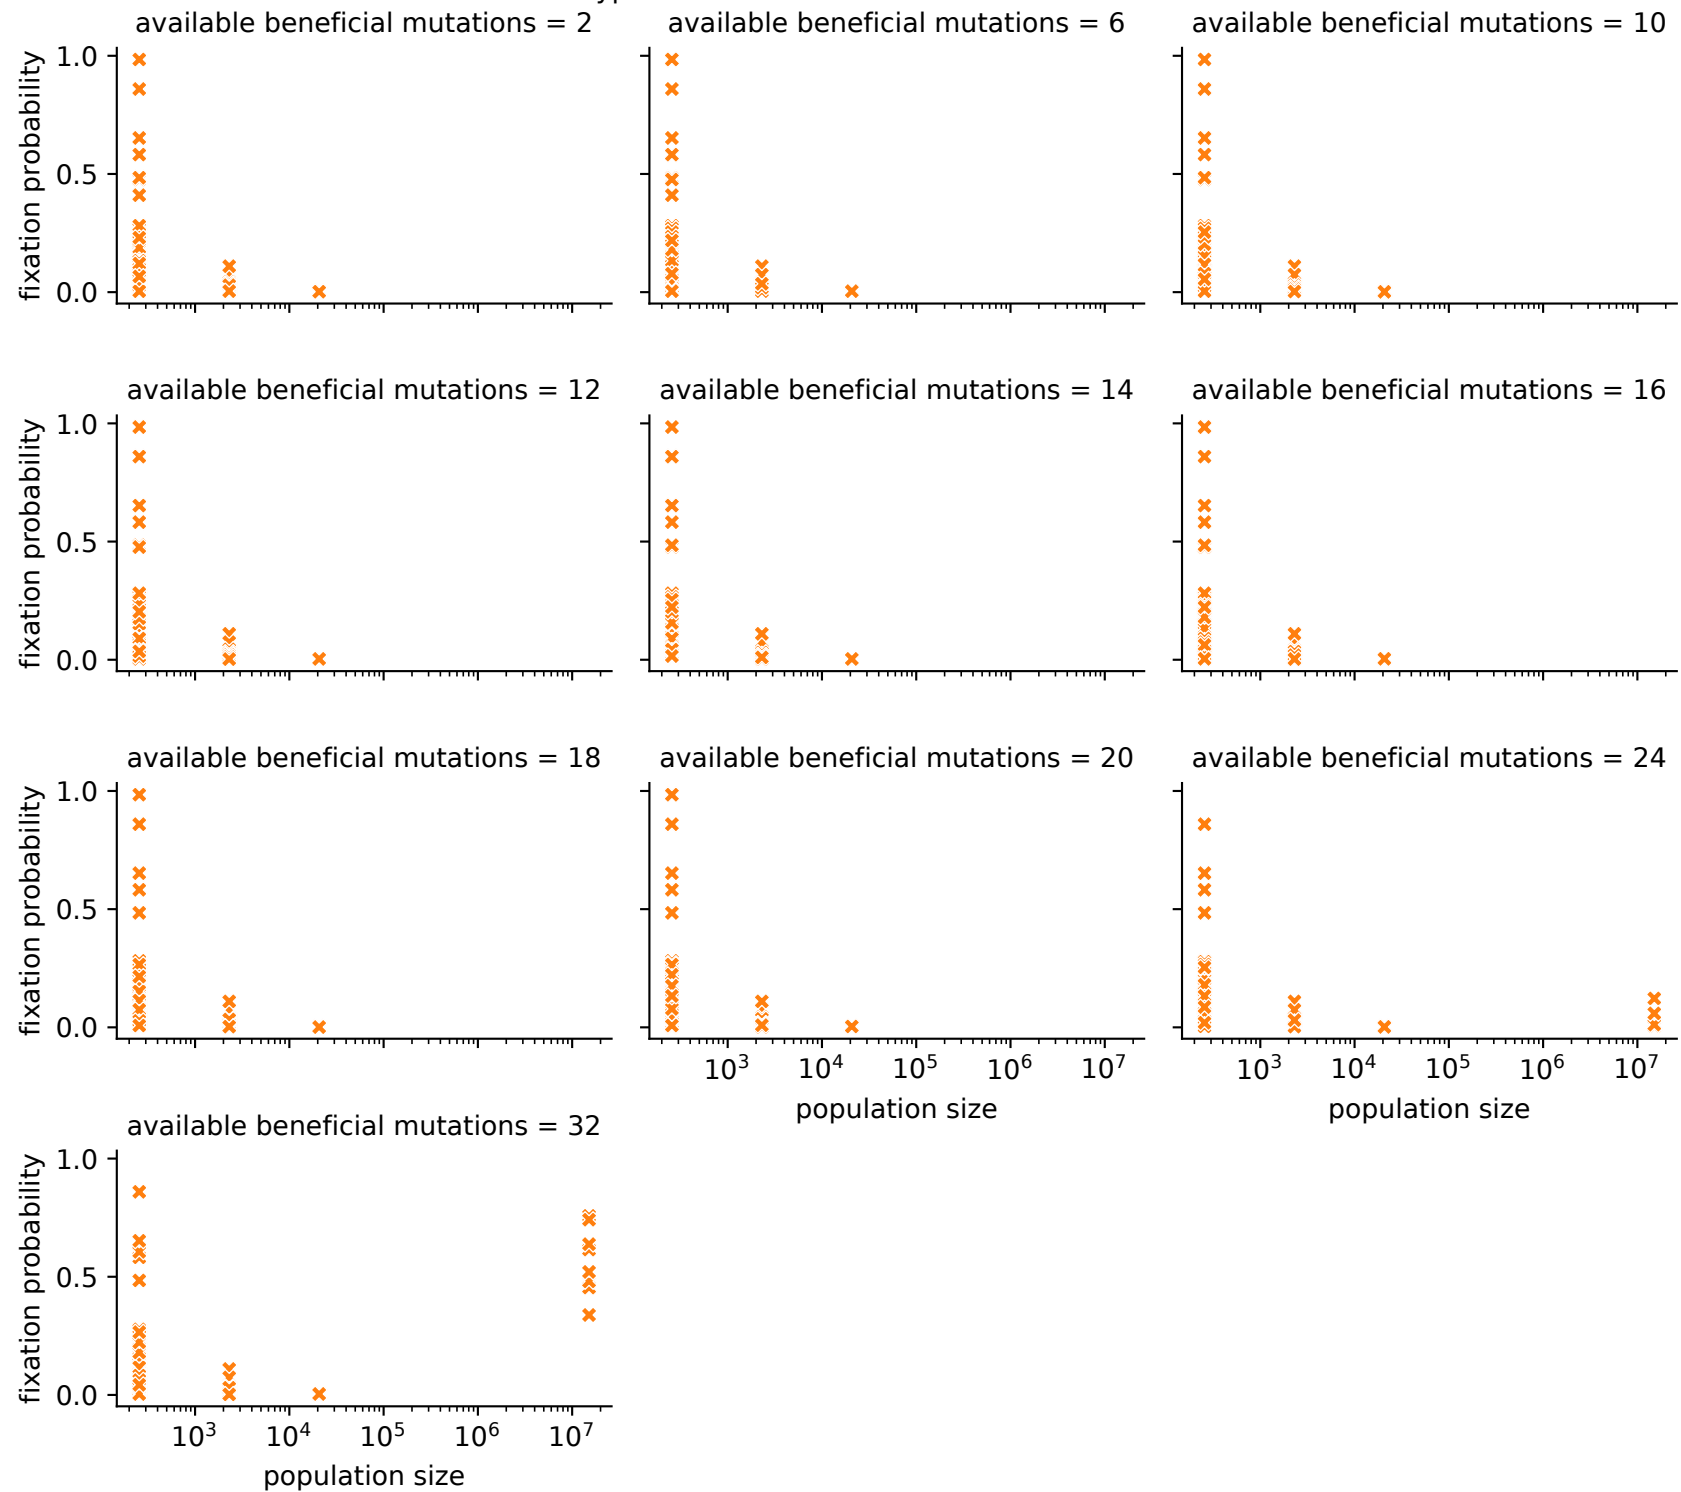 available beneficial mutations = 2
available beneficial mutations = 6
available beneficial mutations = 10
fixation probability
1.0
0.5
0.0
available beneficial mutations = 12
available beneficial mutations = 14
available beneficial mutations = 16
fixation probability
1.0
0.5
0.0
available beneficial mutations = 18
available beneficial mutations = 20
available beneficial mutations = 24
fixation probability
1.0
0.5
0.0
10³ 10⁴ 10⁵ 10⁶ 10⁷
population size
10³ 10⁴ 10⁵ 10⁶ 10⁷
population size
available beneficial mutations = 32
fixation probability
1.0
0.5
0.0
10³ 10⁴ 10⁵ 10⁶ 10⁷
population size